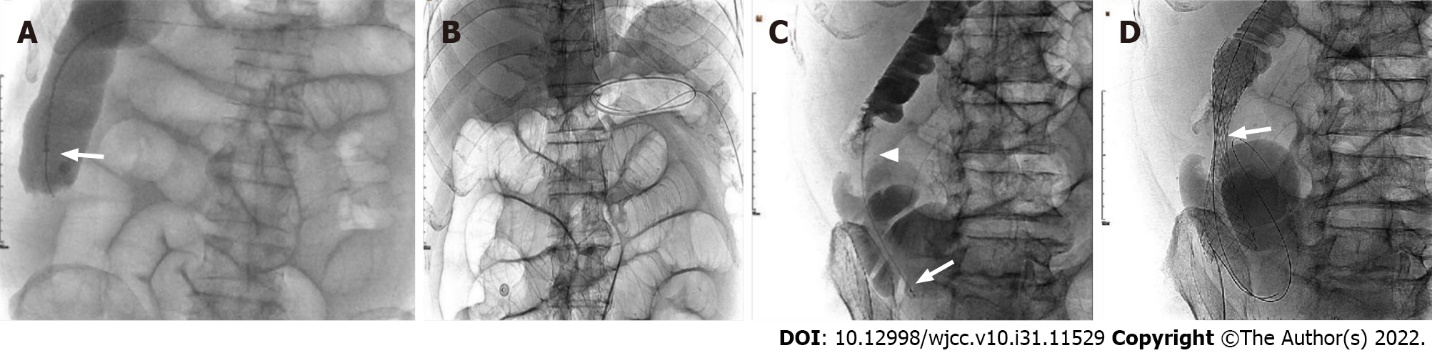 A
B
C
D
DOI: 10.12998/wjcc.v10.i31.11529 Copyright ©The Author(s) 2022.